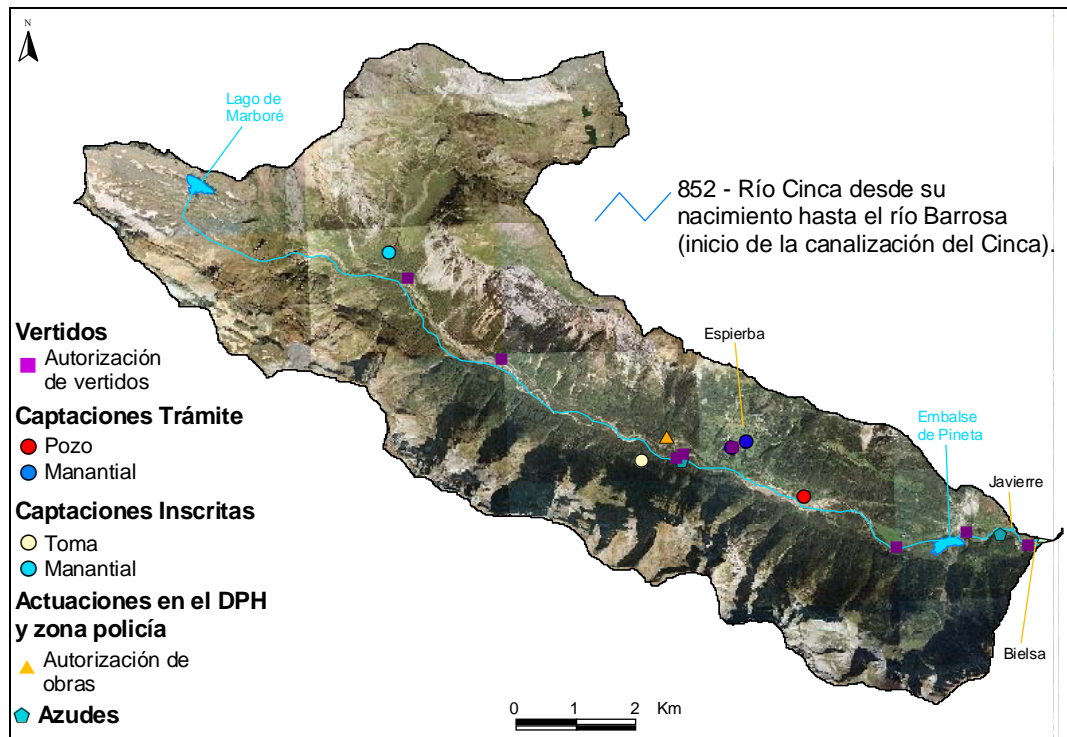 N
Lago de
Marboré
852 - Río Cinca desde su
nacimiento hasta el río Barrosa
(inicio de la canalización del Cinca).
Espierba
Embalse
de Pineta
Javierre
Bielsa
Vertidos
Autorización
de vertidos
Captaciones Trámite
Pozo
Manantial
Captaciones Inscritas
Toma
Manantial
Actuaciones en el DPH
y zona policía
Autorización de
obras
Azudes
0 1 2 Km